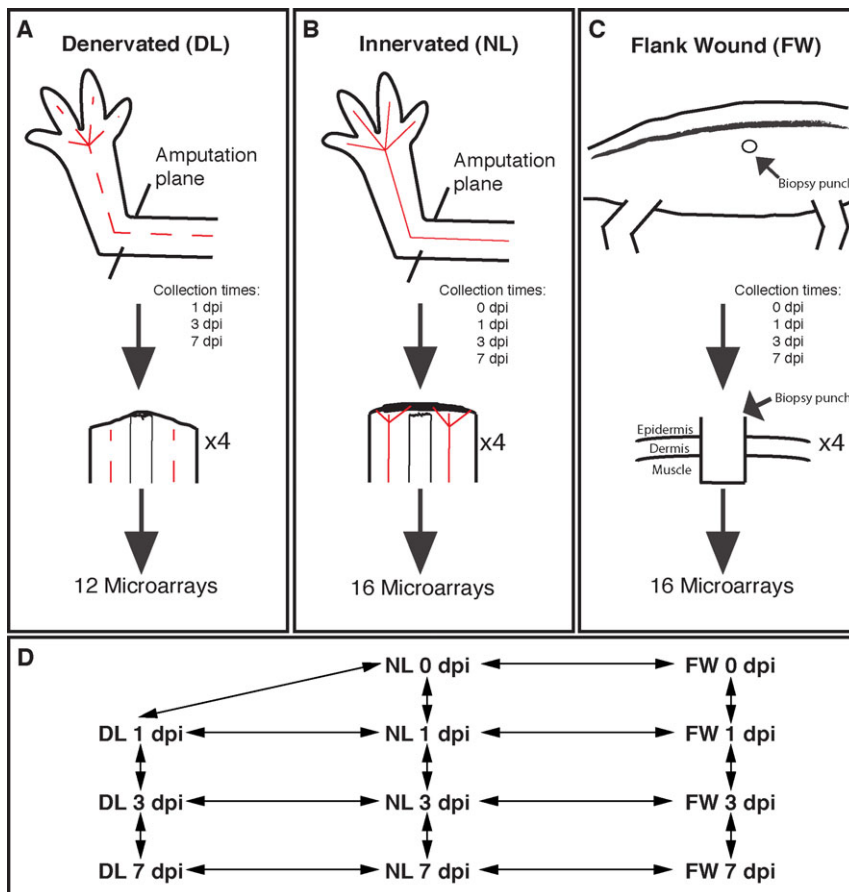 A
Denervated (DL)
Amputation
plane
Collection times:
1 dpi
3 dpi
7 dpi
x4
12 Microarrays
B
Innervated (NL)
Amputation
plane
Collection times:
0 dpi
1 dpi
3 dpi
7 dpi
x4
16 Microarrays
C
Flank Wound (FW)
Biopsy punch
Collection times:
0 dpi
1 dpi
3 dpi
7 dpi
Biopsy punch
Epidermis
Dermis
Muscle
x4
16 Microarrays
D
NL 0 dpi FW 0 dpi
DL 1 dpi NL 1 dpi FW 1 dpi
DL 3 dpi NL 3 dpi FW 3 dpi
DL 7 dpi NL 7 dpi FW 7 dpi